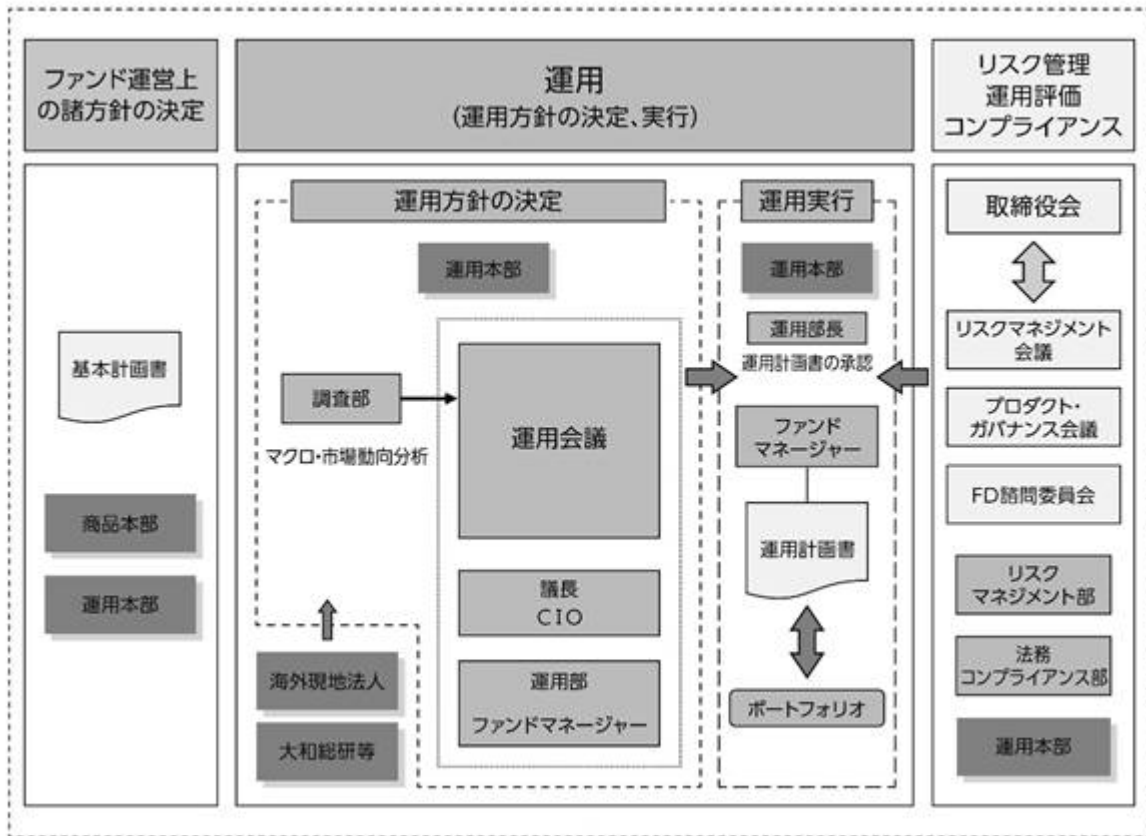 ファンド運営上
の諸方針の決定
基本計画書
商品本部
運用本部
運用
(運用方針の決定、実行)
運用方針の決定
運用本部
調査部
マクロ・市場動向分析
運用会議
議長
CIO
運用部
ファンドマネージャー
海外現地法人
大和総研等
運用実行
運用本部
運用部長
運用計画書の承認
ファンド
マネージャー
運用計画書
ポートフォリオ
リスク管理
運用評価
コンプライアンス
取締役会
リスクマネジメント
会議
プロダクト・
ガバナンス会議
FD諮問委員会
リスク
マネジメント部
法務
コンプライアンス部
運用本部